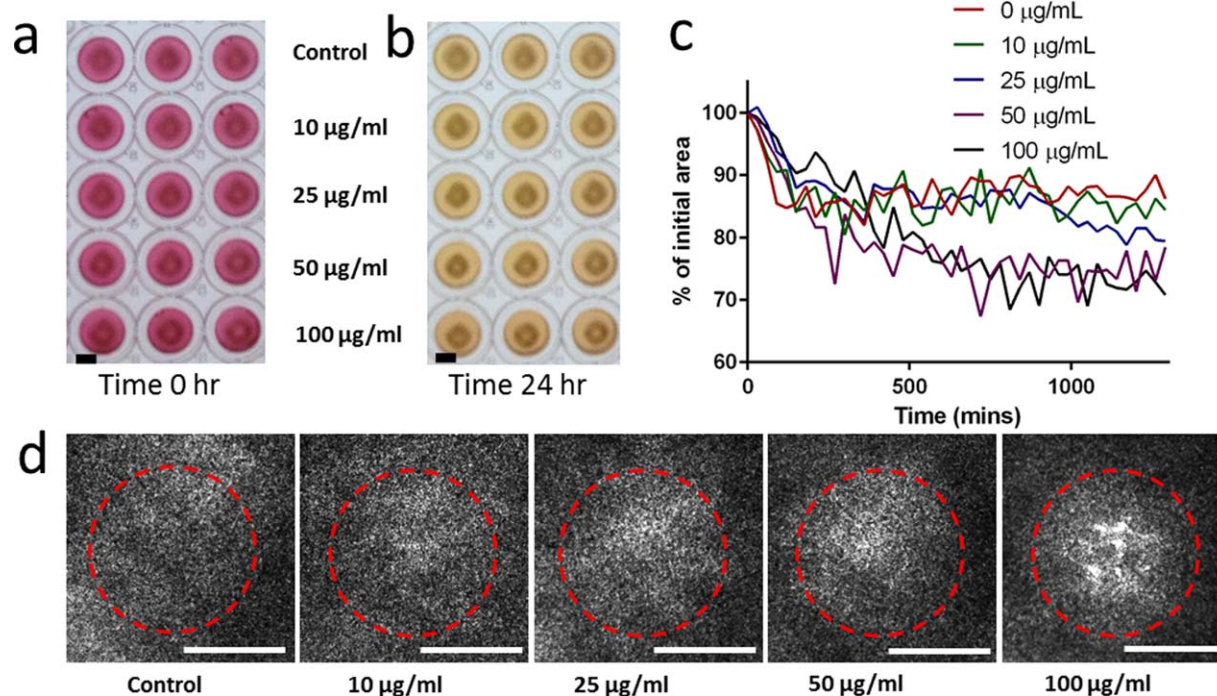 a
Control
10 μg/ml
25 μg/ml
50 μg/ml
100 μg/ml
Time 0 hr
b
Time 24 hr
c
0 μg/mL
10 μg/mL
25 μg/mL
50 μg/mL
100 μg/mL
% of initial area
100
90
80
70
60
0
500
1000
Time (mins)
d
Control
10 μg/ml
25 μg/ml
50 μg/ml
100 μg/ml